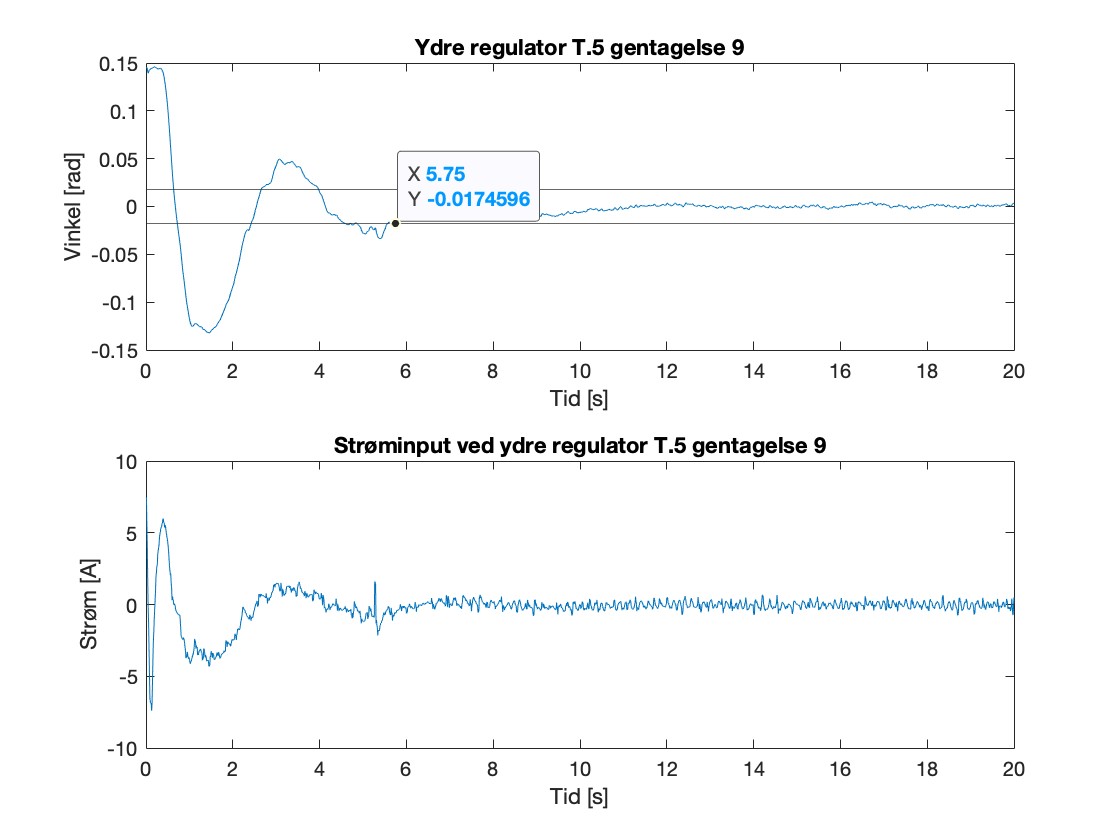 Ydre regulator T.5 gentagelse 9
0.15
0.1
0.05
0
-0.05
-0.1
-0.15
Vinkel [rad]
X 5.75
Y -0.0174596
0 2 4 6 8 10 12 14 16 18 20
Tid [s]
Strøminput ved ydre regulator T.5 gentagelse 9
10
5
0
-5
-10
Strøm [A]
0 2 4 6 8 10 12 14 16 18 20
Tid [s]